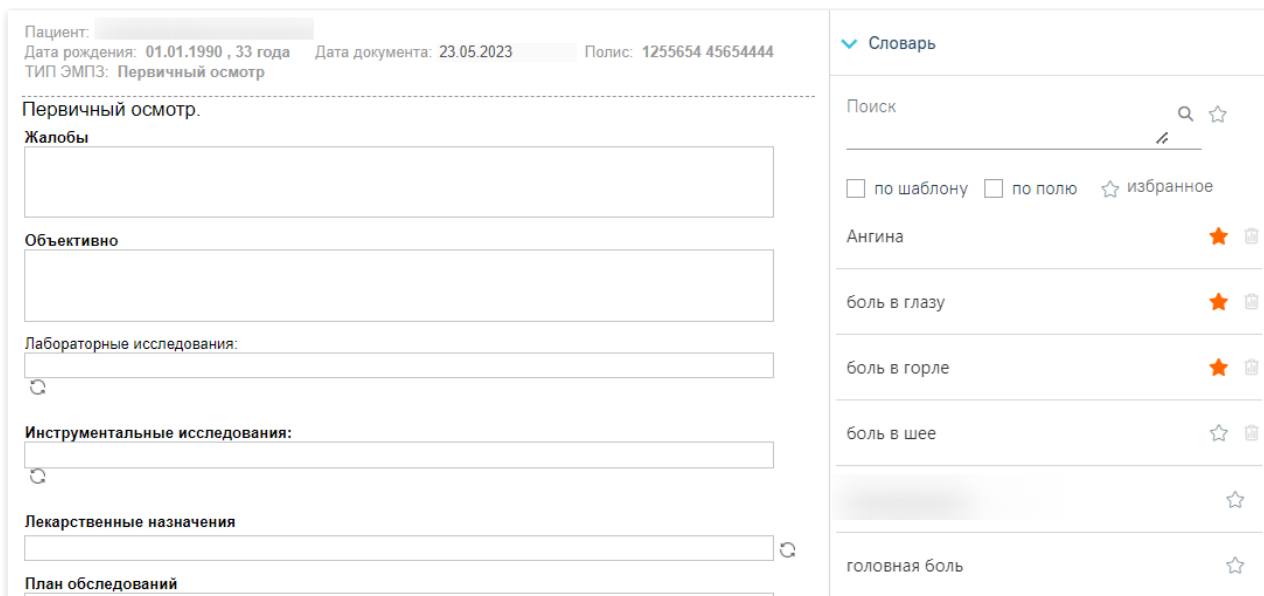 Пациент:
Дата рождения: 01.01.1990 , 33 года Дата документа: 23.05.2023 Полис: 1255654 45654444
ТИП ЭМПЗ: Первичный осмотр
Первичный осмотр.
Жалобы
Объективно
Лабораторные исследования:
Инструментальные исследования:
Лекарственные назначения
План обследований
Словарь
Поиск
по шаблону по полю избранное
Ангина
боль в глазу
боль в горле
боль в шее
головная боль